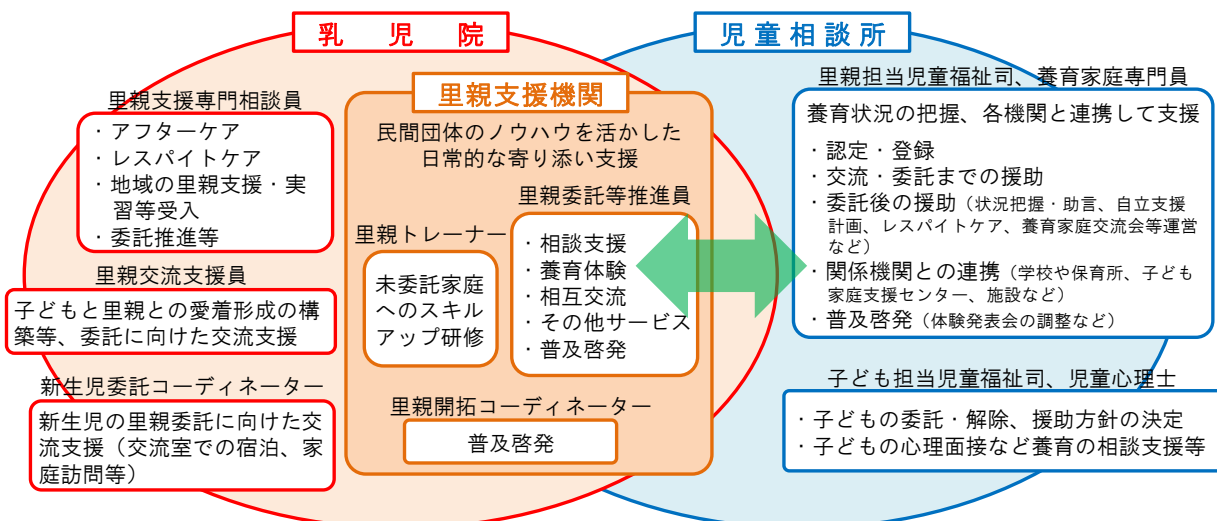 乳児院
里親支援専門相談員
・アフターケア
・レスパイトケア
・地域の里親支援・実
習等受入
・委託推進等
里親交流支援員
子どもと里親との愛着形成の構
築等、委託に向けた交流支援
新生児委託コーディネーター
新生児の里親委託に向けた交
流支援（交流室での宿泊、家
庭訪問等）
里親支援機関
民間団体のノウハウを活かした
日常的な寄り添い支援
里親トレーナー
未委託家庭
へのスキル
アップ研修
里親委託等推進員
・相談支援
・養育体験
・相互交流
・その他サービス
・普及啓発
里親開拓コーディネーター
普及啓発
児童相談所
里親担当児童福祉司、養育家庭専門員
養育状況の把握、各機関と連携して支援
・認定・登録
・交流・委託までの援助
・委託後の援助（状況把握・助言、自立支援
計画、レスパイトケア、養育家庭交流会等運営
など）
・関係機関との連携（学校や保育所、子ども
家庭支援センター、施設など）
・普及啓発（体験発表会の調整など）
子ども担当児童福祉司、児童心理士
・子どもの委託・解除、援助方針の決定
・子どもの心理面接など養育の相談支援等